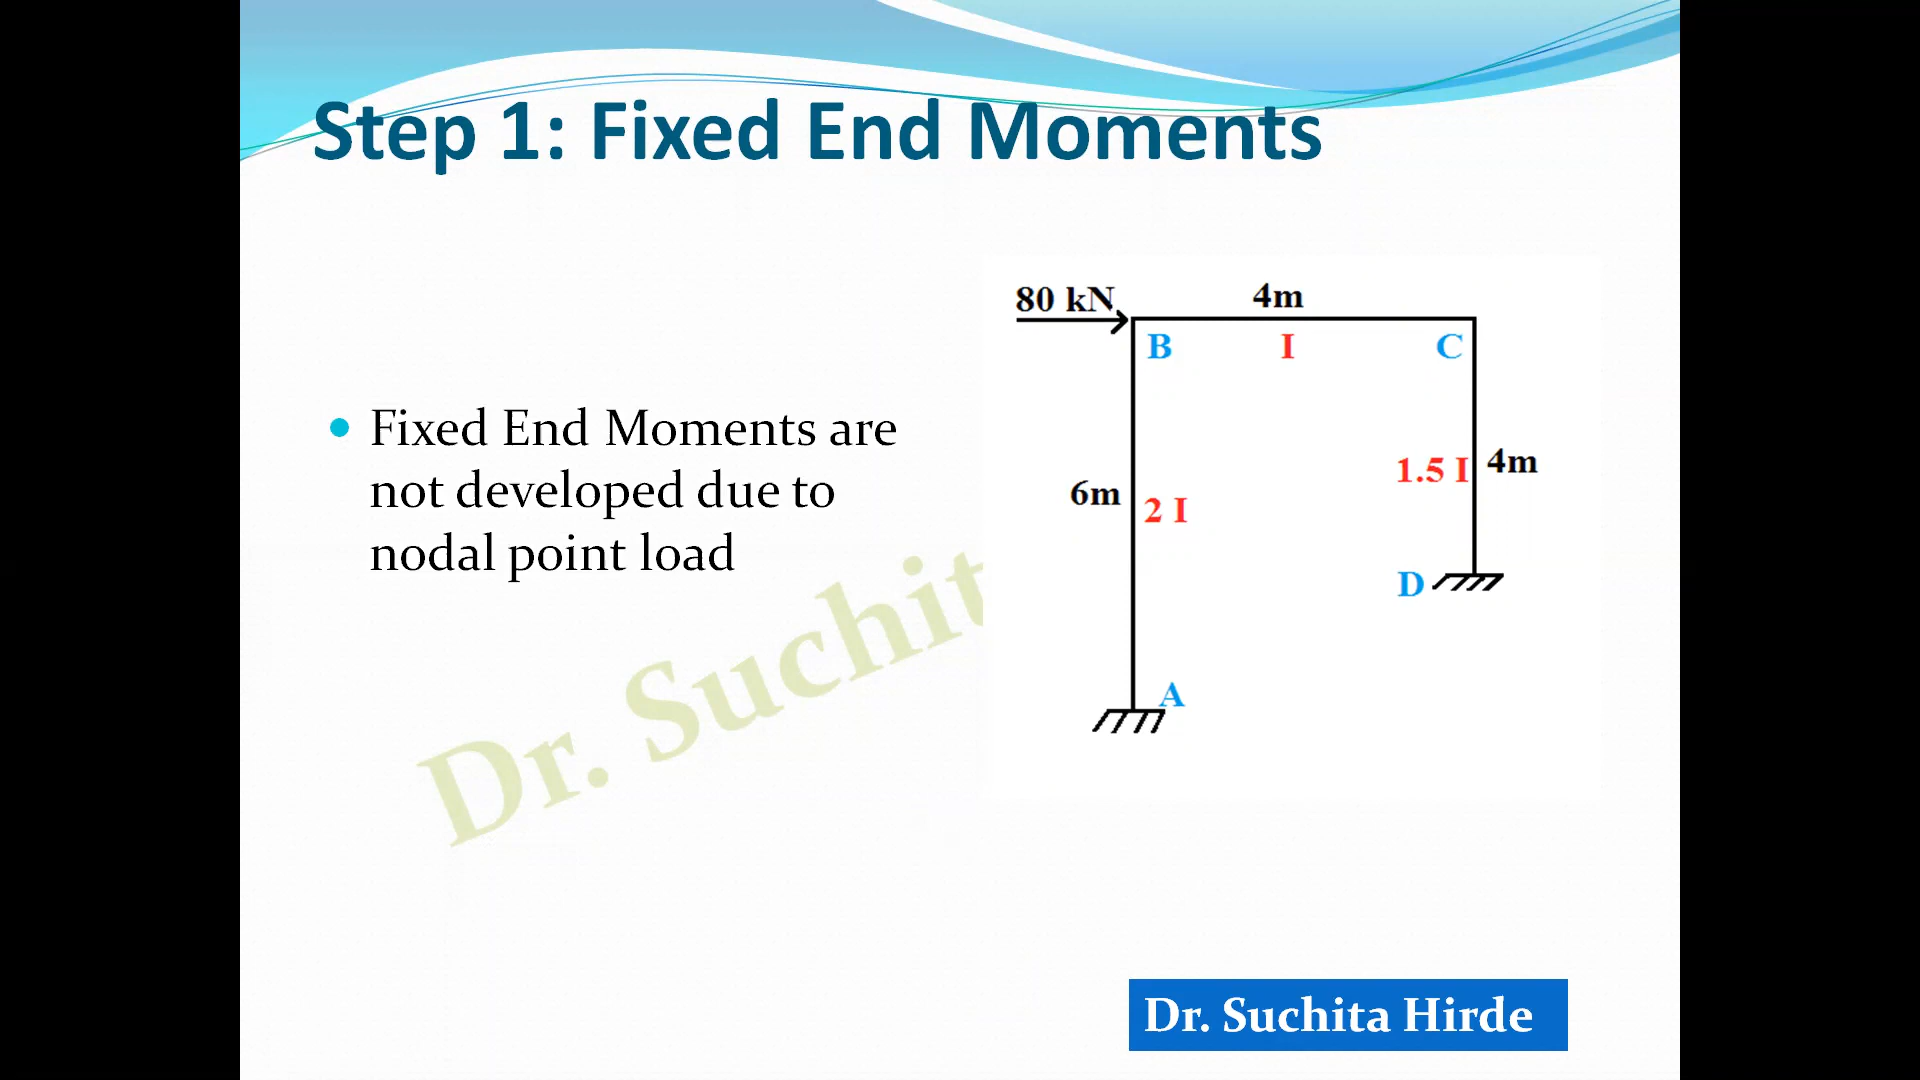 Step 1: Fixed End Moments
Fixed End Moments are
not developed due to
nodal point load
80 kN
4m
B
I
C
6m
2 I
1.5 I
4m
D
A
Dr. Suchit
Dr. Suchita Hirde